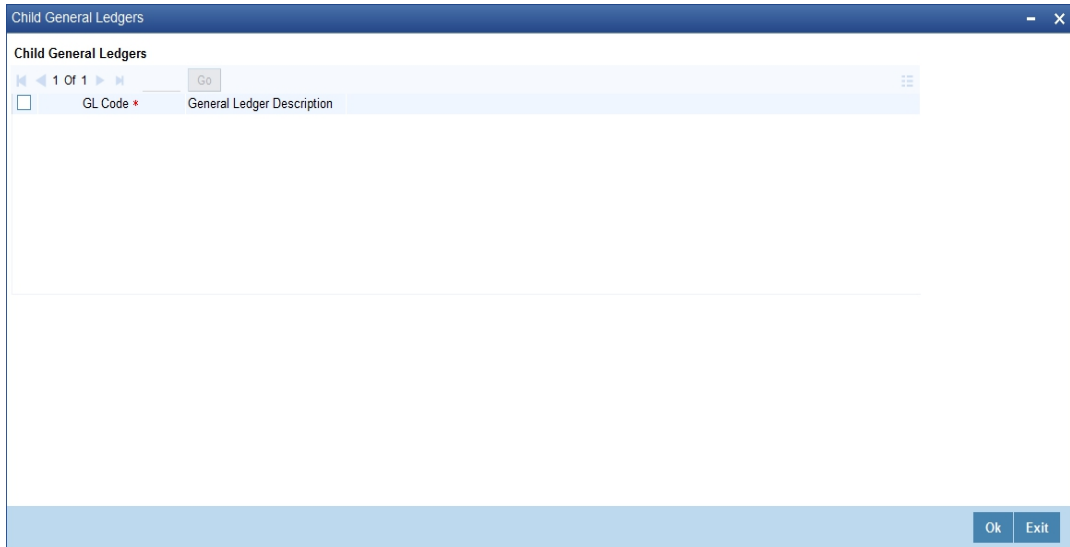 Child General Ledgers
Child General Ledgers
1 Of 1 Go
GL Code * General Ledger Description
Ok Exit